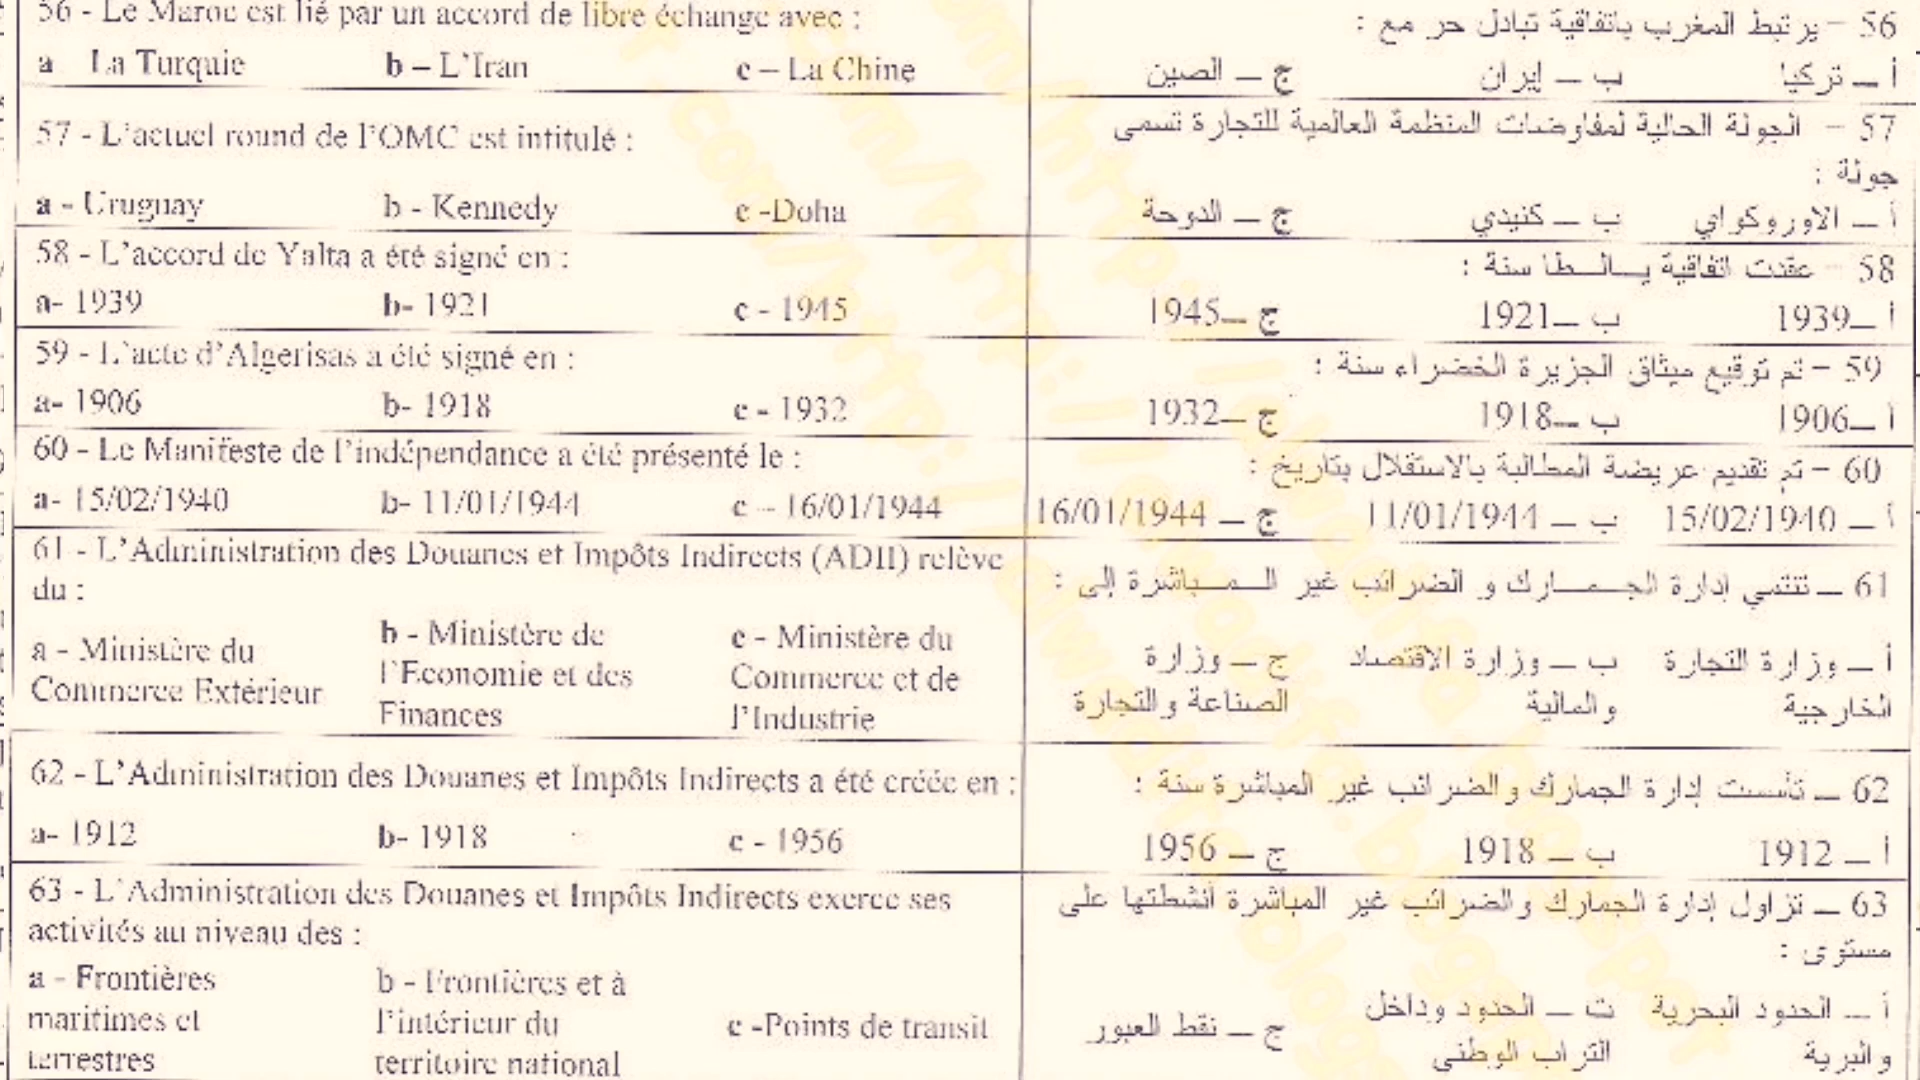 56 - Le Maroc est lié par un accord de libre échange avec :
a La Turquie b – L'Iran c – La Chine
57 - L'actuel round de l'OMC est intitulé :
a - Uruguay b - Kennedy c -Doha
58 - L'accord de Yalta a été signé en :
a- 1939 b- 1921 c - 1945
59 - L'acte d'Algerisas a été signé en :
a- 1906 b- 1918 c - 1932
60 - Le Manifeste de l'indépendance a été présenté le :
a- 15/02/1940 b- 11/01/1944 c - 16/01/1944
61 - L'Administration des Douanes et Impôts Indirects (ADII) relève
du :
a - Ministère du
Commerce Extérieur
b - Ministère de
l'Economie et des
Finances
c - Ministère du
Commerce et de
l'Industrie
62 - L'Administration des Douanes et Impôts Indirects a été créée en :
a- 1912 b- 1918 c - 1956
63 - L'Administration des Douanes et Impôts Indirects exerce ses
activités au niveau des :
a - Frontières
maritimes et
terrestres
b - Frontières et à
l'intérieur du
territoire national
c -Points de transit
56 – يرتبط المغرب باتفاقية تبادل حر مع :
أ – تركيا ب – إيران ج – الصين
57 – الجولة الحالية لمفاوضات المنظمة العالمية للتجارة تسمى
جولة :
أ – الاوروكواي ب – كنيدي ج – الدوحة
58 – عقدت اتفاقية يـالـطا سنة :
أ –1939 ب –1921 ج –1945
59 – تم توقيع ميثاق الجزيرة الخضراء سنة :
أ –1906 ب –1918 ج –1932
60 – تم تقديم عريضة المطالبة بالاستقلال بتاريخ :
أ – 15/02/1940 ب – 11/01/1944 ج – 16/01/1944
61 – تنتمي إدارة الجـمـارك و الضرائب غير الـمـباشرة إلى :
أ – وزارة التجارة
الخارجية
ب – وزارة الاقتصاد
والمالية
ج – وزارة
الصناعة والتجارة
62 – تأسست إدارة الجمارك والضرائب غير المباشرة سنة :
أ – 1912 ب – 1918 ج – 1956
63 – تزاول إدارة الجمارك والضرائب غير المباشرة أنشطتها على
مستوى :
أ – الحدود البحرية
والبرية
ت – الحدود وداخل
التراب الوطني
ج – نقط العبور